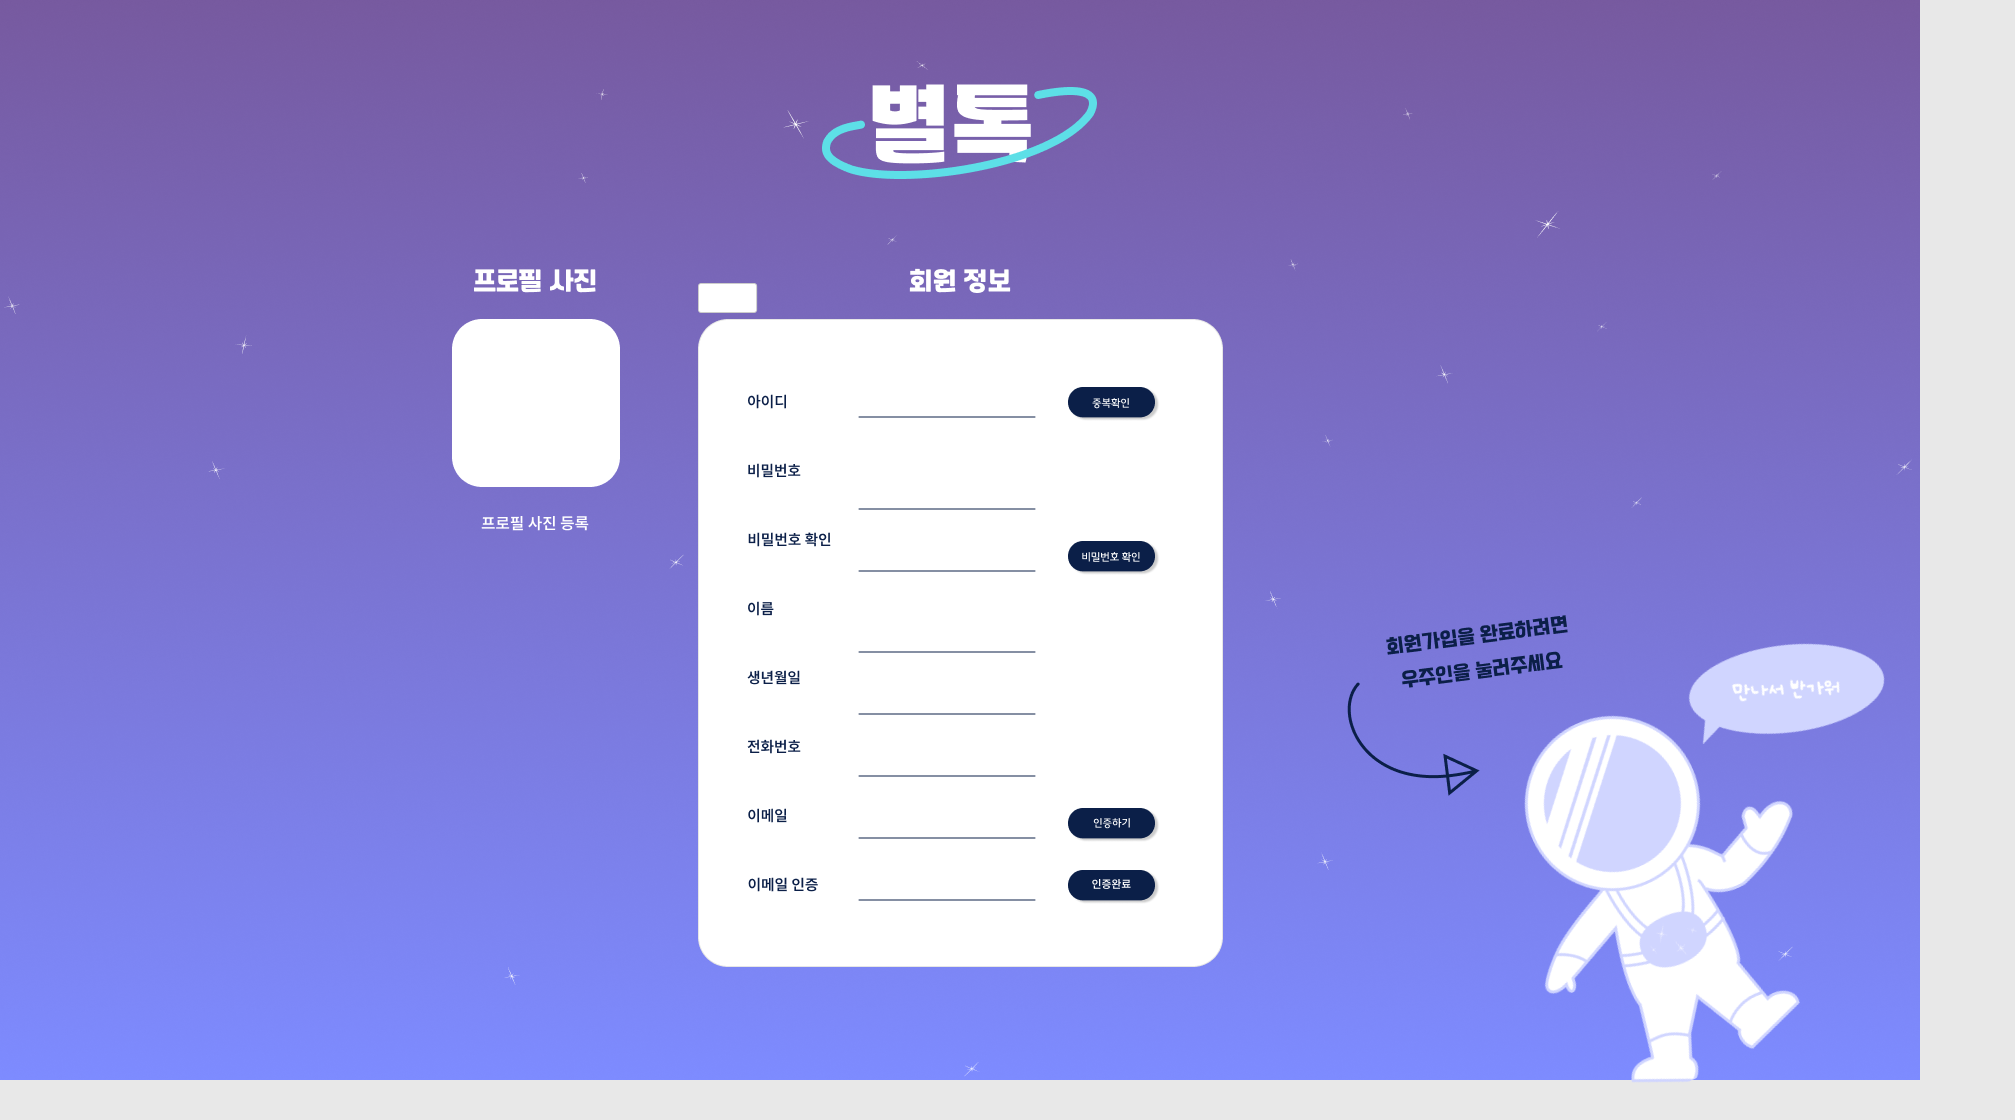 별톡
프로필 사진
회원 정보
프로필 사진 등록
아이디
중복확인
비밀번호
비밀번호 확인
비밀번호 확인
이름
생년월일
전화번호
이메일
인증하기
이메일 인증
인증완료
회원가입을 완료하려면
우주인을 눌러주세요
만나서 반가워